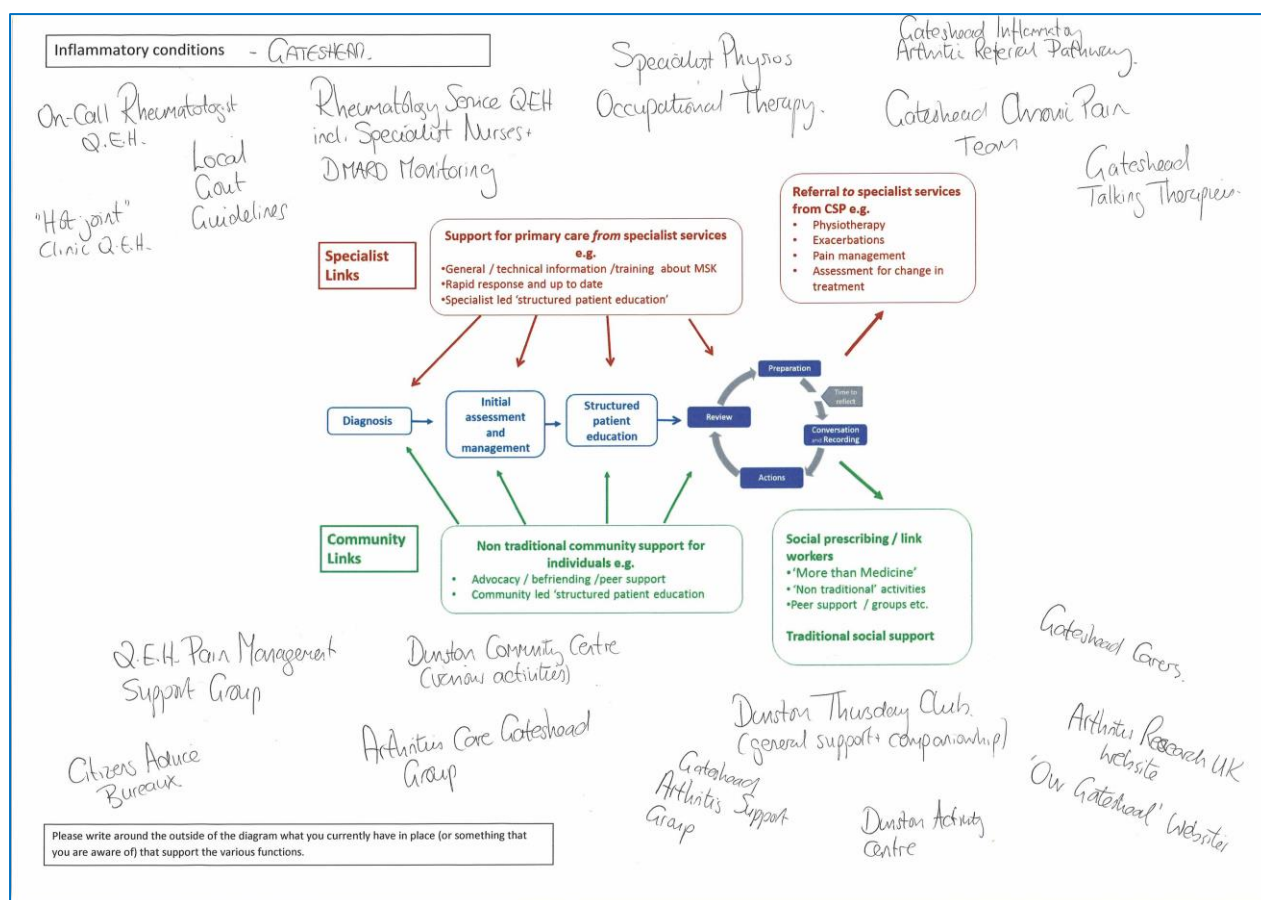 Inflammatory conditions - GATESHEAD.
On-Call Rheumatologist
Q.E.H.
Local
Gout
Guidelines
"Hot joint"
Clinic Q.E.H.
Rheumatology Service QEH
incl. Specialist Nurses +
DMARD Monitoring
Specialist Physios
Occupational Therapy.
Gateshead Inflammatory
Arthritis Referral Pathway.
Gateshead Chronic Pain
Team
Gateshead
Talking Therapies.
Specialist
Links
Support for primary care from specialist services
e.g.
•General / technical information /training about MSK
•Rapid response and up to date
•Specialist led 'structured patient education'
Referral to specialist services
from CSP e.g.
• Physiotherapy
• Exacerbations
• Pain management
• Assessment for change in
treatment
Diagnosis
Initial
assessment
and
management
Structured
patient
education
Review
Preparation
Time to
reflect
Conversation
and Recording
Actions
Community
Links
Non traditional community support for
individuals e.g.
• Advocacy / befriending /peer support
• Community led 'structured patient education
Social prescribing / link
workers
•'More than Medicine'
•'Non traditional' activities
•Peer support / groups etc.
Traditional social support
Q.E.H. Pain Management
Support Group
Citizens Advice
Bureaux
Dunston Community Centre
(various activities)
Arthritis Care Gateshead
Group
Dunston Thursday Club.
(general support + companionship)
Gateshead
Arthritis Support
Group
Dunston Activity
Centre
Gateshead Carers.
Arthritis Research UK
Website
'Our Gateshead' Website
Please write around the outside of the diagram what you currently have in place (or something that
you are aware of) that support the various functions.